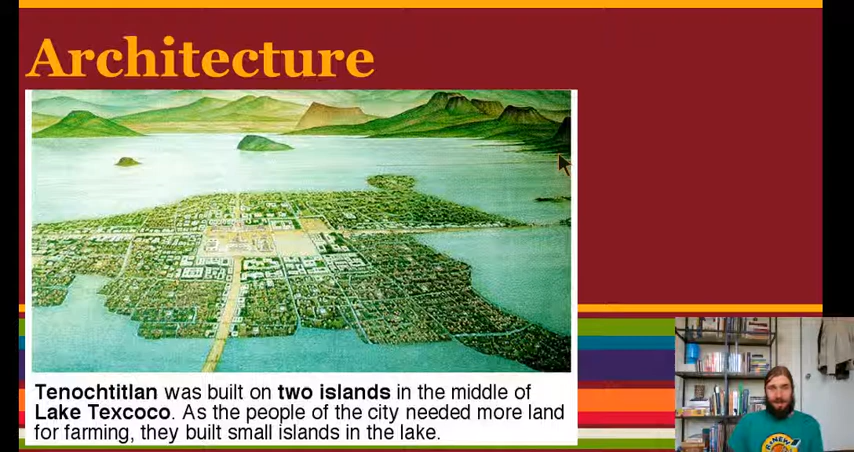 Architecture
Tenochtitlan was built on two islands in the middle of
Lake Texcoco. As the people of the city needed more land
for farming, they built small islands in the lake.
RENEW